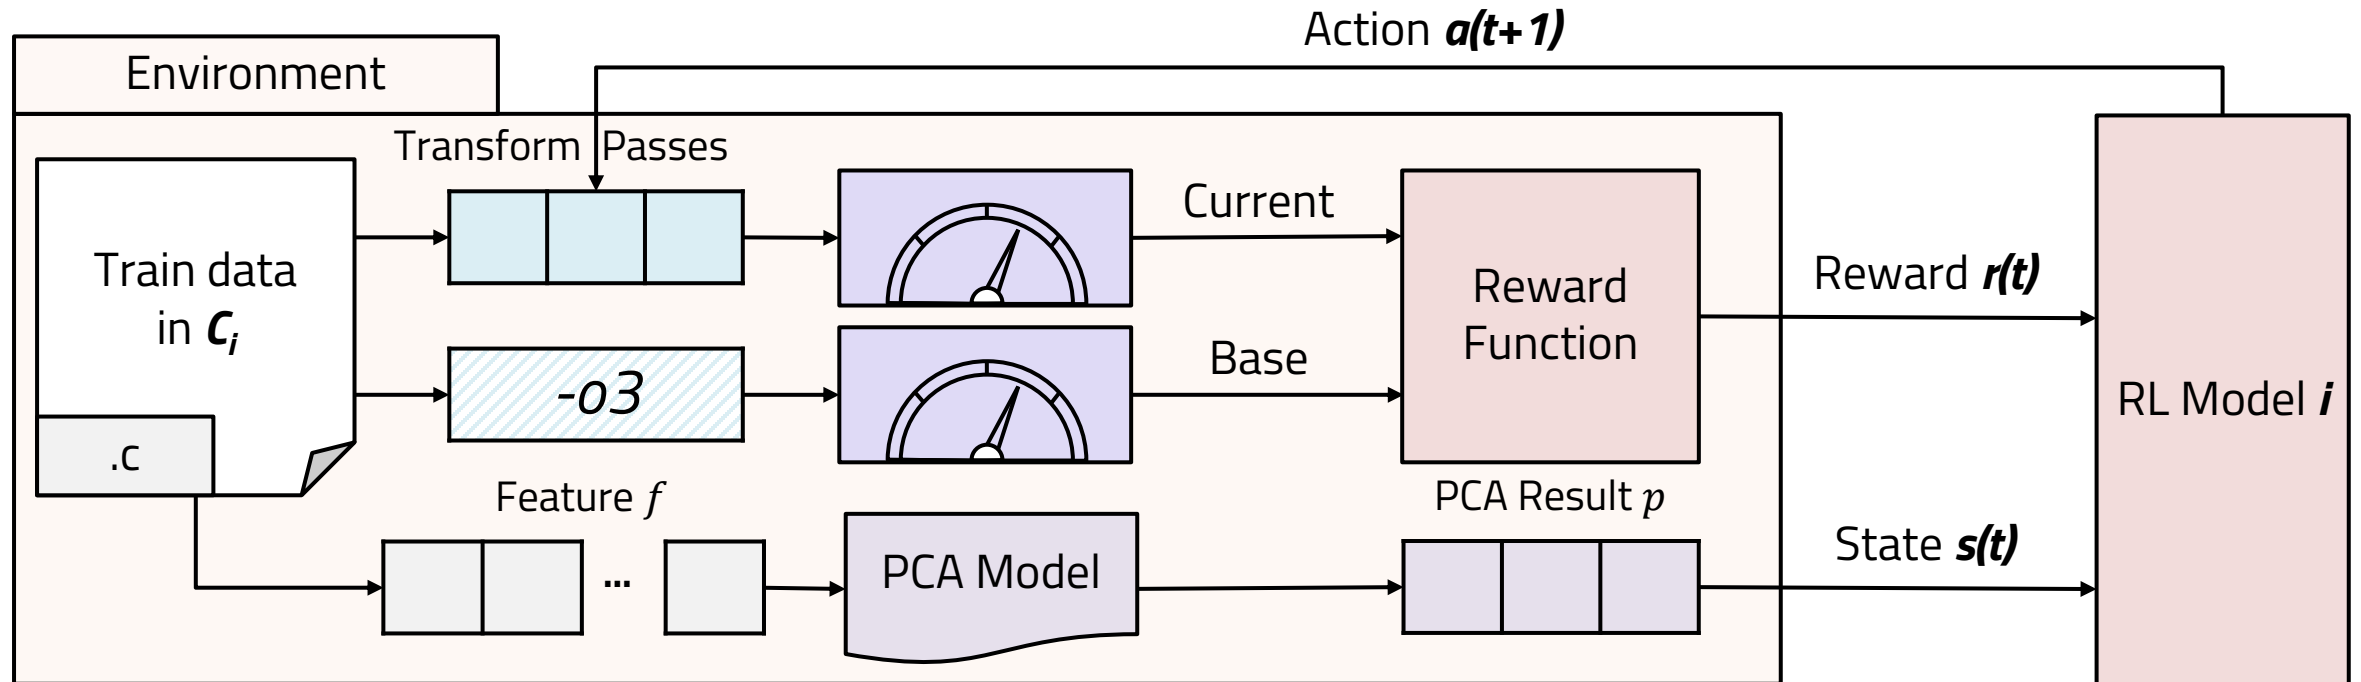 Action a(t+1)
Environment
Transform Passes
Train data
in Ci
.c
-o3
Current
Base
Reward
Function
Reward r(t)
RL Model i
Feature f
...
PCA Model
PCA Result p
State s(t)